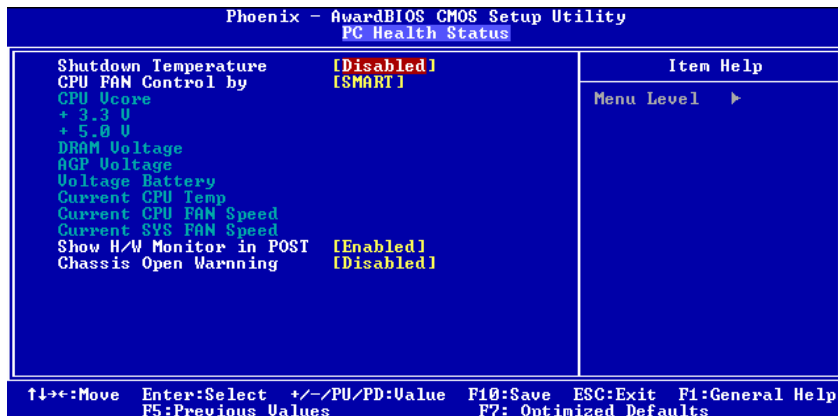 Phoenix - AwardBIOS CMOS Setup Utility
PC Health Status
Shutdown Temperature [Disabled]
CPU FAN Control by [SMART]
CPU Vcore
+ 3.3 V
+ 5.0 V
DRAM Voltage
AGP Voltage
Voltage Battery
Current CPU Temp
Current CPU FAN Speed
Current SYS FAN Speed
Show H/W Monitor in POST [Enabled]
Chassis Open Warnning [Disabled]
Item Help
Menu Level ▶
↑↓→←:Move Enter:Select +/-/PU/PD:Value F10:Save ESC:Exit F1:General Help
F5:Previous Values F7: Optimized Defaults